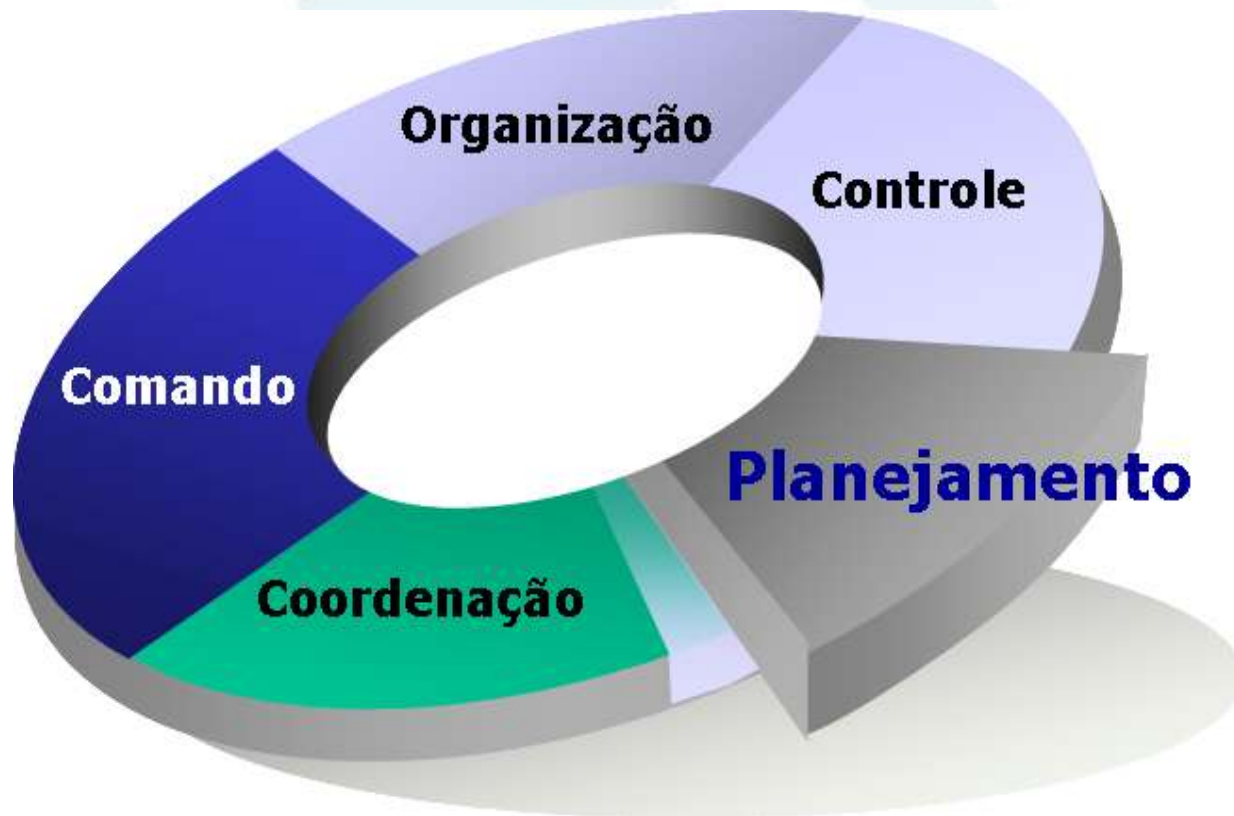 Organização
Controle
Comando
Planejamento
Coordenação